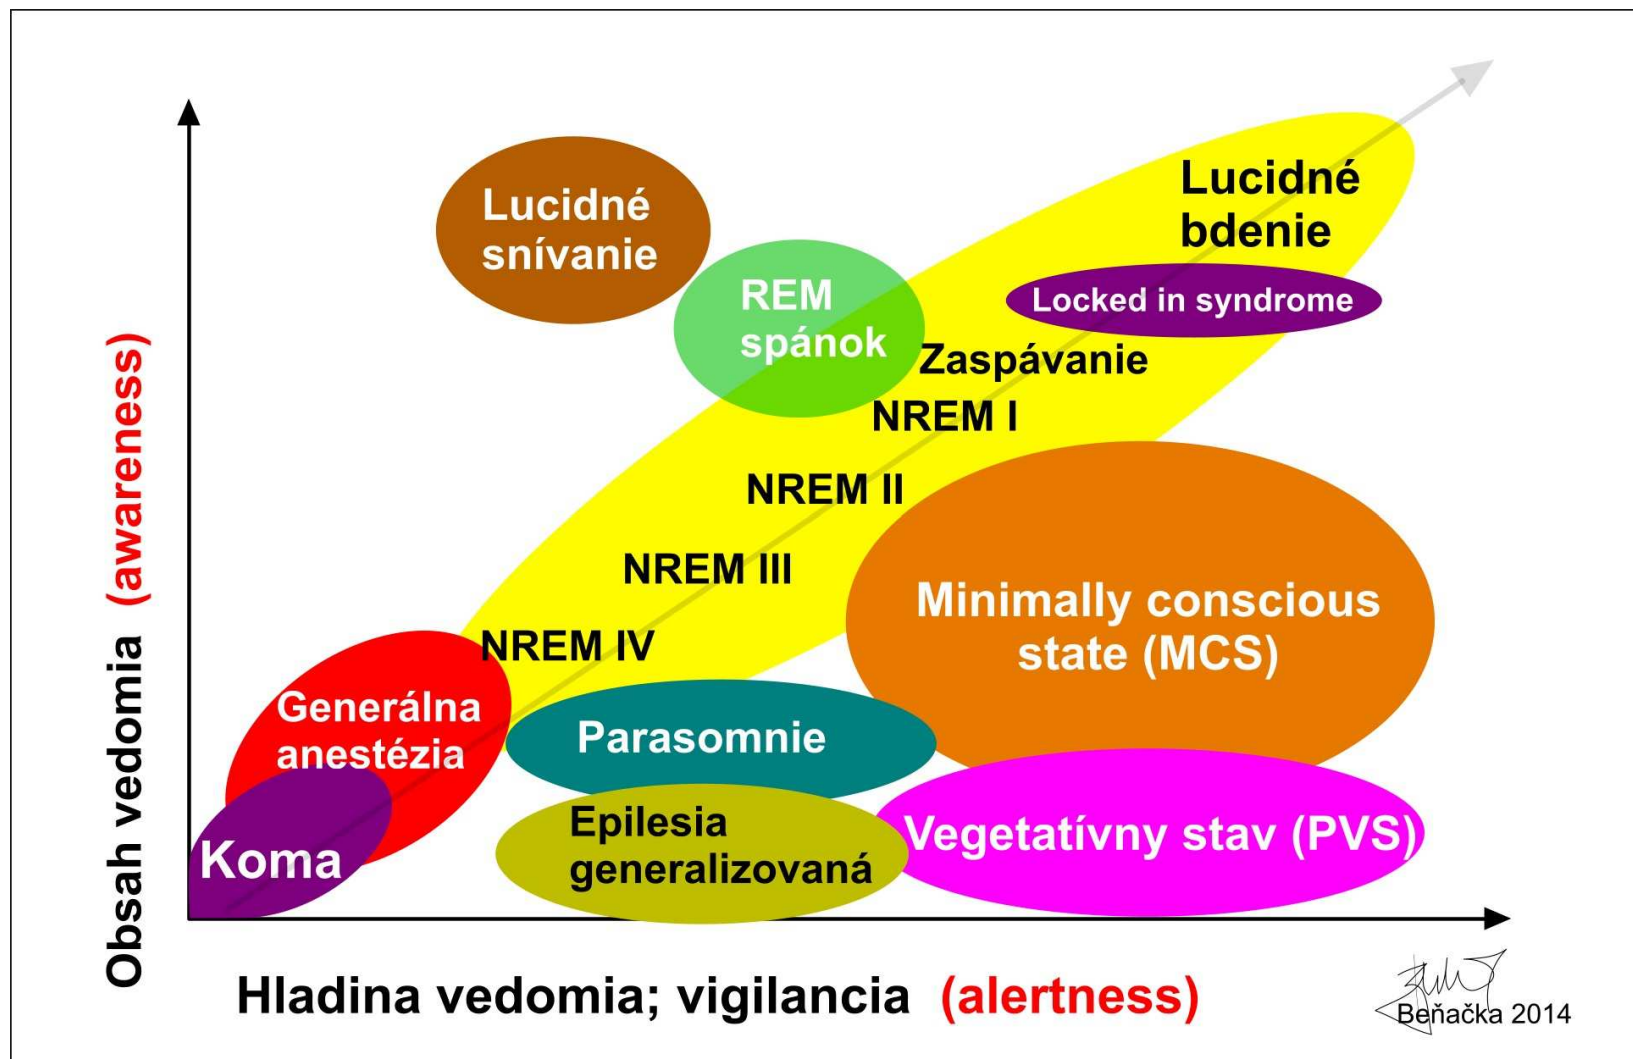 Lucidné
snívanie
Lucidné
bdenie
REM
spánok
Locked in syndrome
Zaspávanie
NREM I
NREM II
NREM III
NREM IV
Minimally conscious
state (MCS)
Generálna
anestézia
Parasomnie
Koma
Epilesia
generalizovaná
Vegetatívny stav (PVS)
Obsah vedomia (awareness)
Hladina vedomia; vigilancia (alertness)
Beňačka 2014